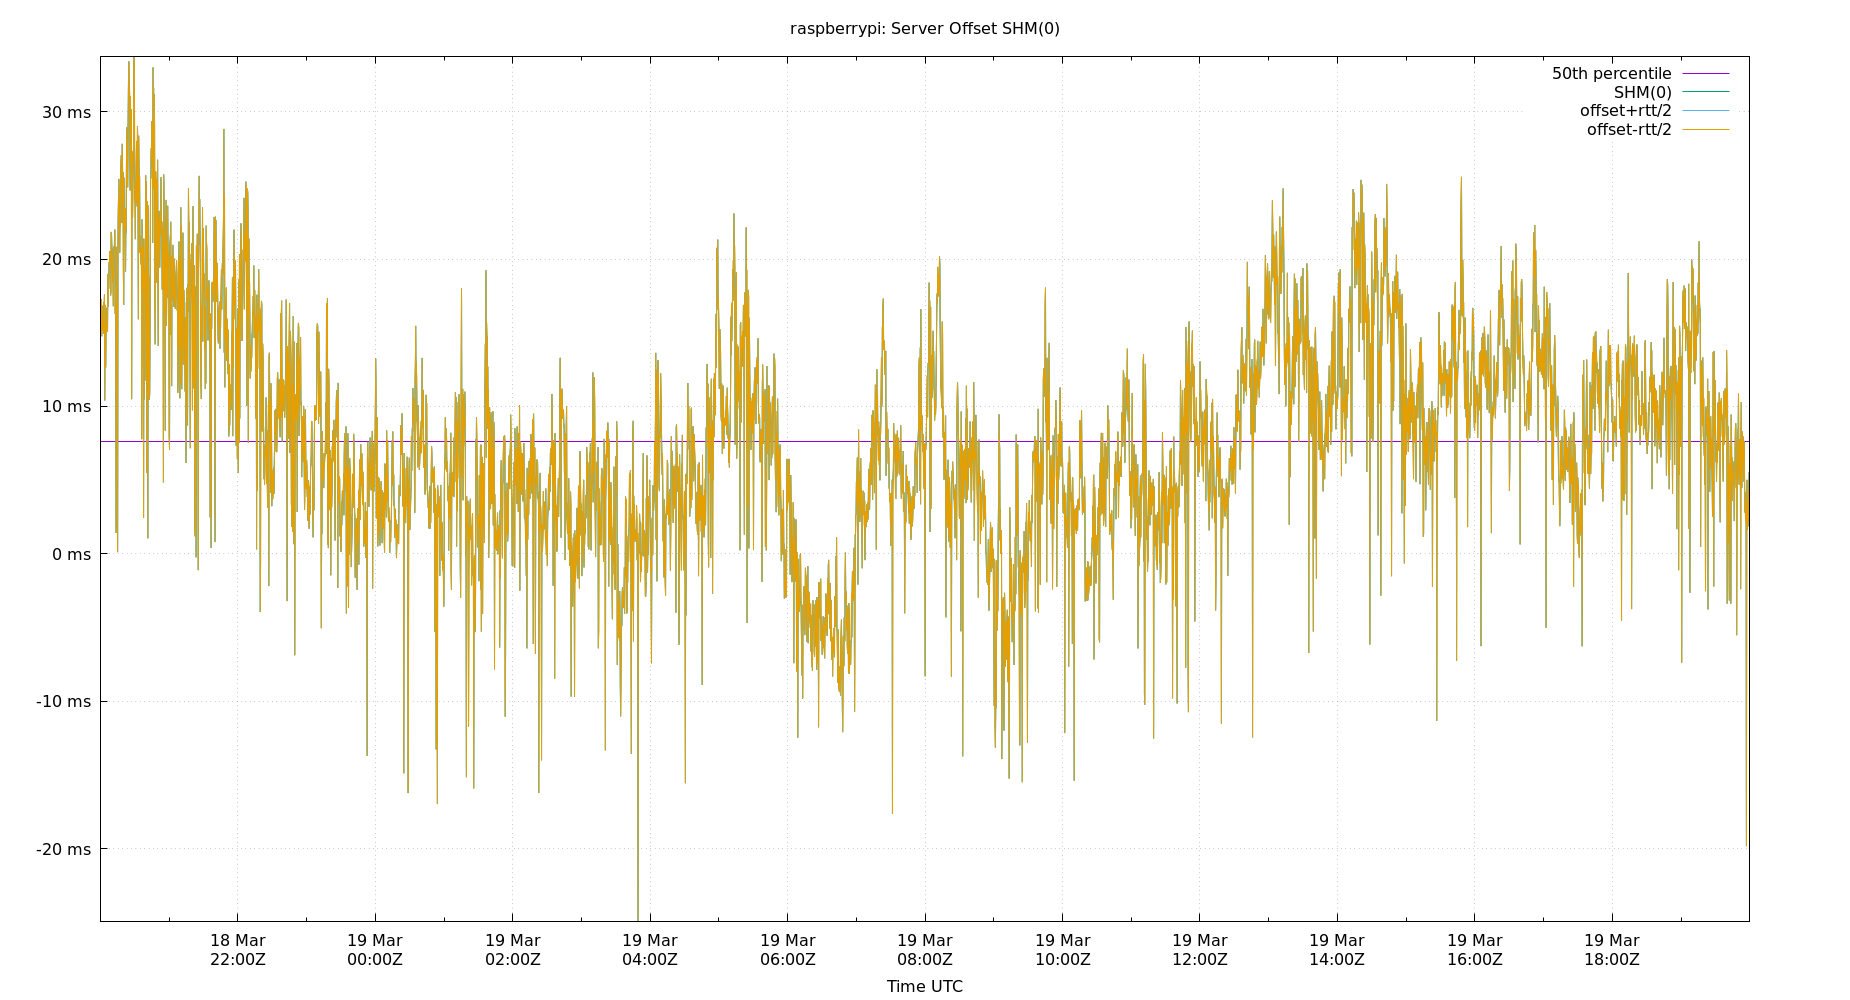 raspberrypi: Server Offset SHM(0)
50th percentile
SHM(0)
offset+rtt/2
offset-rtt/2
30 ms
20 ms
10 ms
0 ms
-10 ms
-20 ms
18 Mar 19 Mar 19 Mar 19 Mar 19 Mar 19 Mar 19 Mar 19 Mar 19 Mar 19 Mar 19 Mar
22:00Z 00:00Z 02:00Z 04:00Z 06:00Z 08:00Z 10:00Z 12:00Z 14:00Z 16:00Z 18:00Z
Time UTC